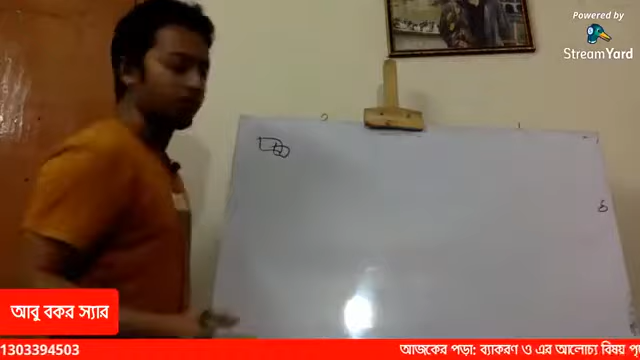 Powered by
StreamYard
আবু বকর স্যার
1303394503
আজকের পড়া: ব্যাকরণ ও এর আলোচ্য বিষয় পৃ